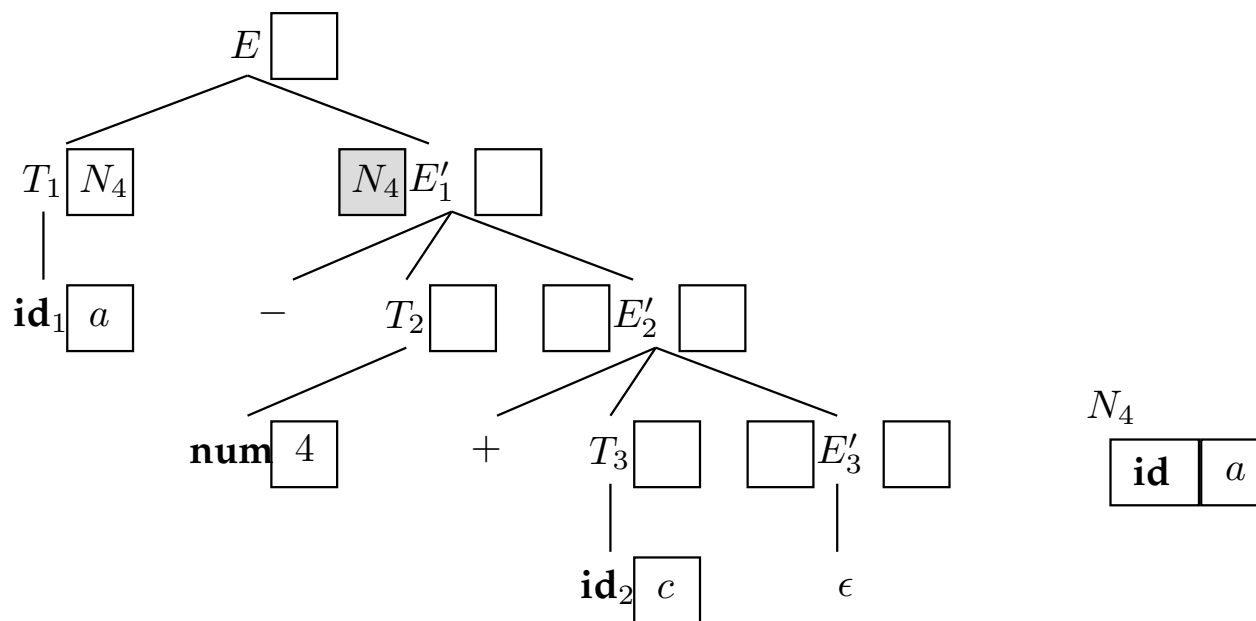 E
T₁ N₄ N₄ E′₁
id₁ a − T₂ E′₂
N₄
num 4 + T₃ E′₃ id a
id₂ c ϵ